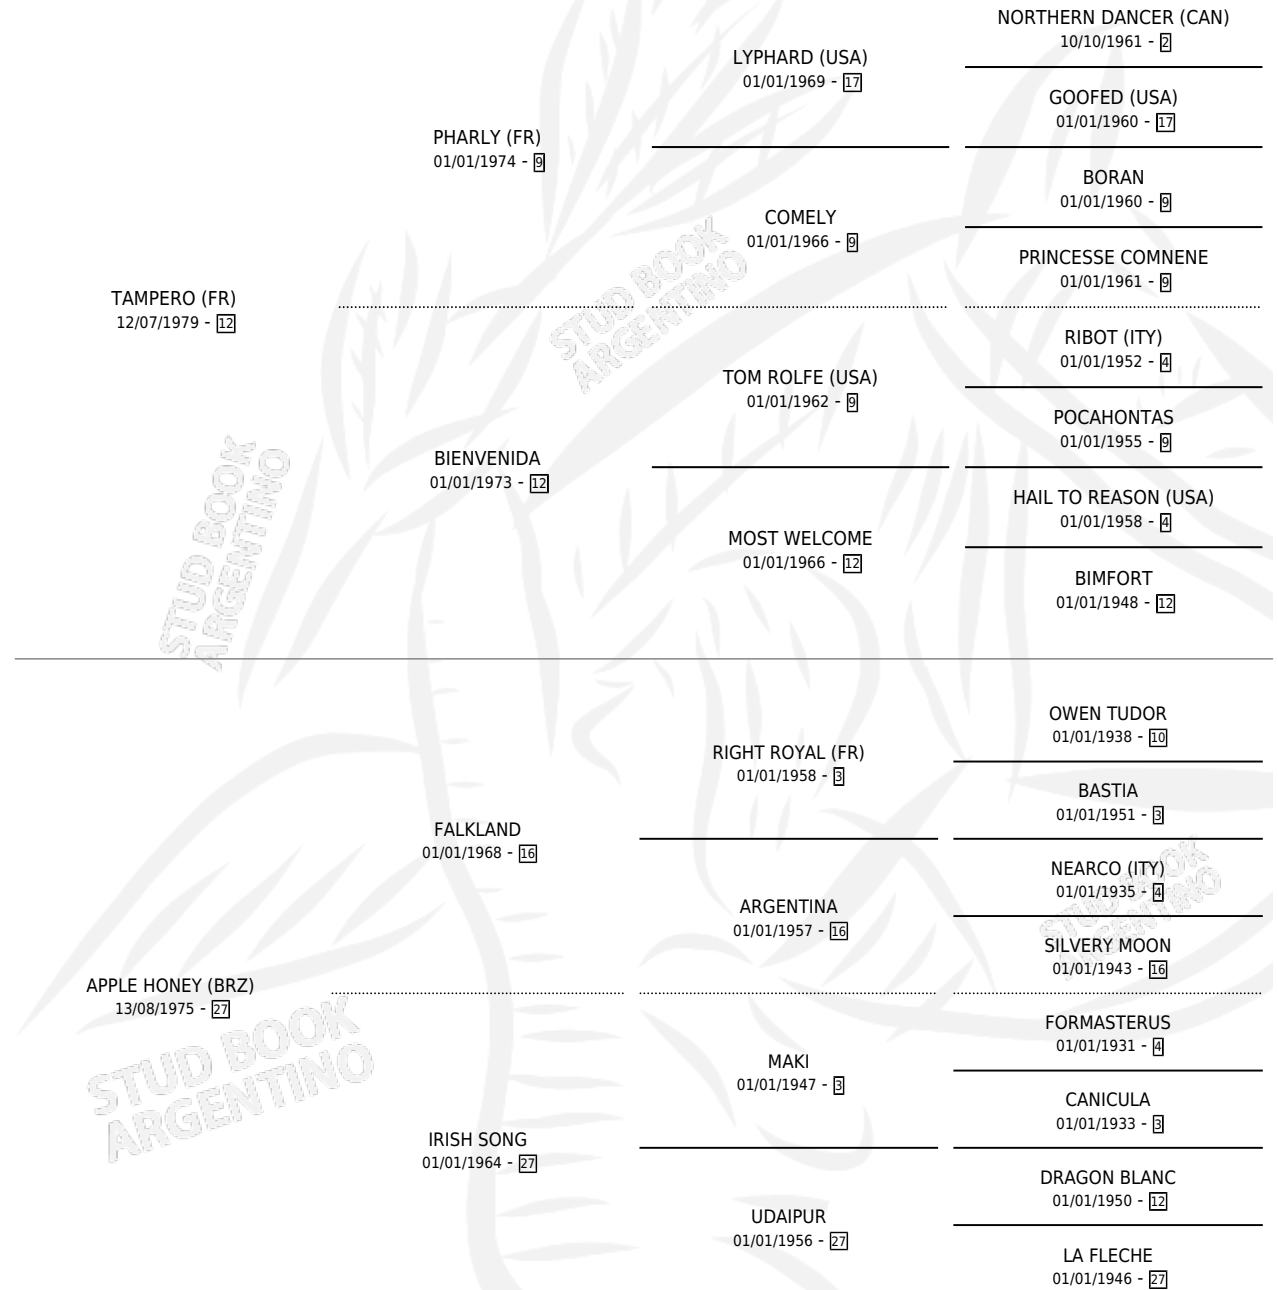 NORTHERN DANCER (CAN)
10/10/1961 - 2
LYPHARD (USA)
01/01/1969 - 17
GOOFED (USA)
01/01/1960 - 17
PHARLY (FR)
01/01/1974 - 9
BORAN
01/01/1960 - 9
COMELY
01/01/1966 - 9
PRINCESSE COMNENE
01/01/1961 - 9
TAMPERO (FR)
12/07/1979 - 12
RIBOT (ITY)
01/01/1952 - 4
TOM ROLFE (USA)
01/01/1962 - 9
POCAHONTAS
01/01/1955 - 9
BIENVENIDA
01/01/1973 - 12
HAIL TO REASON (USA)
01/01/1958 - 4
MOST WELCOME
01/01/1966 - 12
BIMFORT
01/01/1948 - 12
OWEN TUDOR
01/01/1938 - 10
RIGHT ROYAL (FR)
01/01/1958 - 3
BASTIA
01/01/1951 - 3
FALKLAND
01/01/1968 - 16
NEARCO (ITY)
01/01/1935 - 4
ARGENTINA
01/01/1957 - 16
SILVERY MOON
01/01/1943 - 16
APPLE HONEY (BRZ)
13/08/1975 - 27
FORMASTERUS
01/01/1931 - 4
MAKI
01/01/1947 - 3
CANICULA
01/01/1933 - 3
IRISH SONG
01/01/1964 - 27
DRAGON BLANC
01/01/1950 - 12
UDAIPUR
01/01/1956 - 27
LA FLECHE
01/01/1946 - 27
STUD BOOK
ARGENTINO
STUD BOOK
ARGENTINO
STUD BOOK
ARGENTINO
STUD BOOK
ARGENTINO